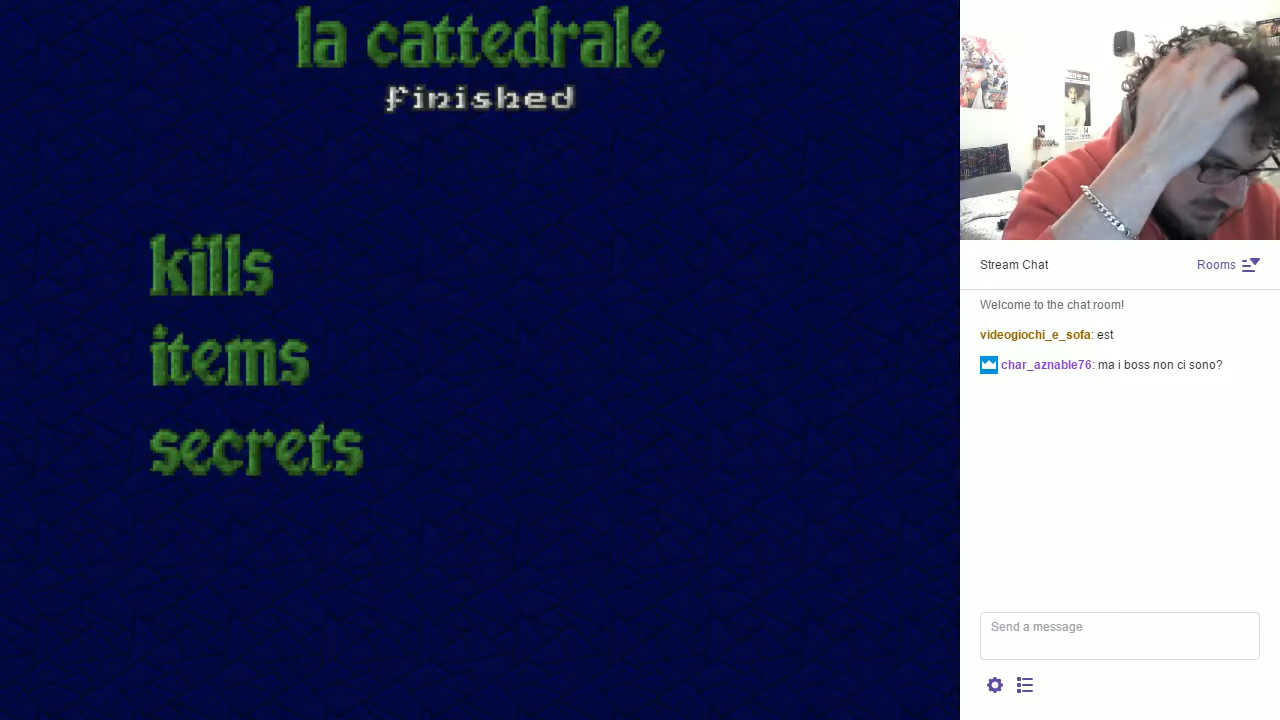 la cattedrale
finished
kills
items
secrets
Stream Chat
Rooms
Welcome to the chat room!
videogiochi_e_sofa: est
char_aznable76: ma i boss non ci sono?
Send a message